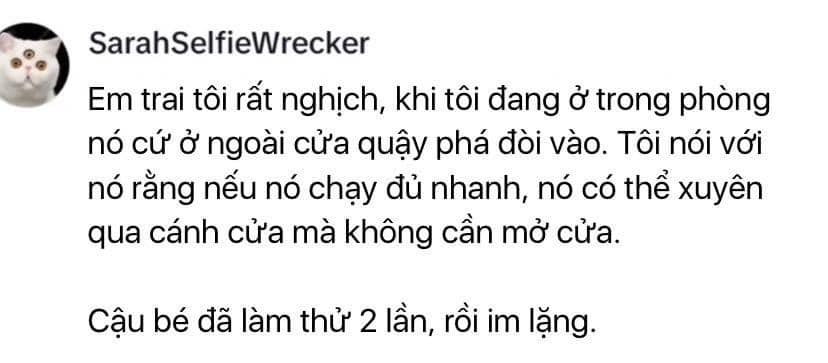 SarahSelfieWrecker
Em trai tôi rất nghịch, khi tôi đang ở trong phòng
nó cứ ở ngoài cửa quậy phá đòi vào. Tôi nói với
nó rằng nếu nó chạy đủ nhanh, nó có thể xuyên
qua cánh cửa mà không cần mở cửa.
Cậu bé đã làm thử 2 lần, rồi im lặng.